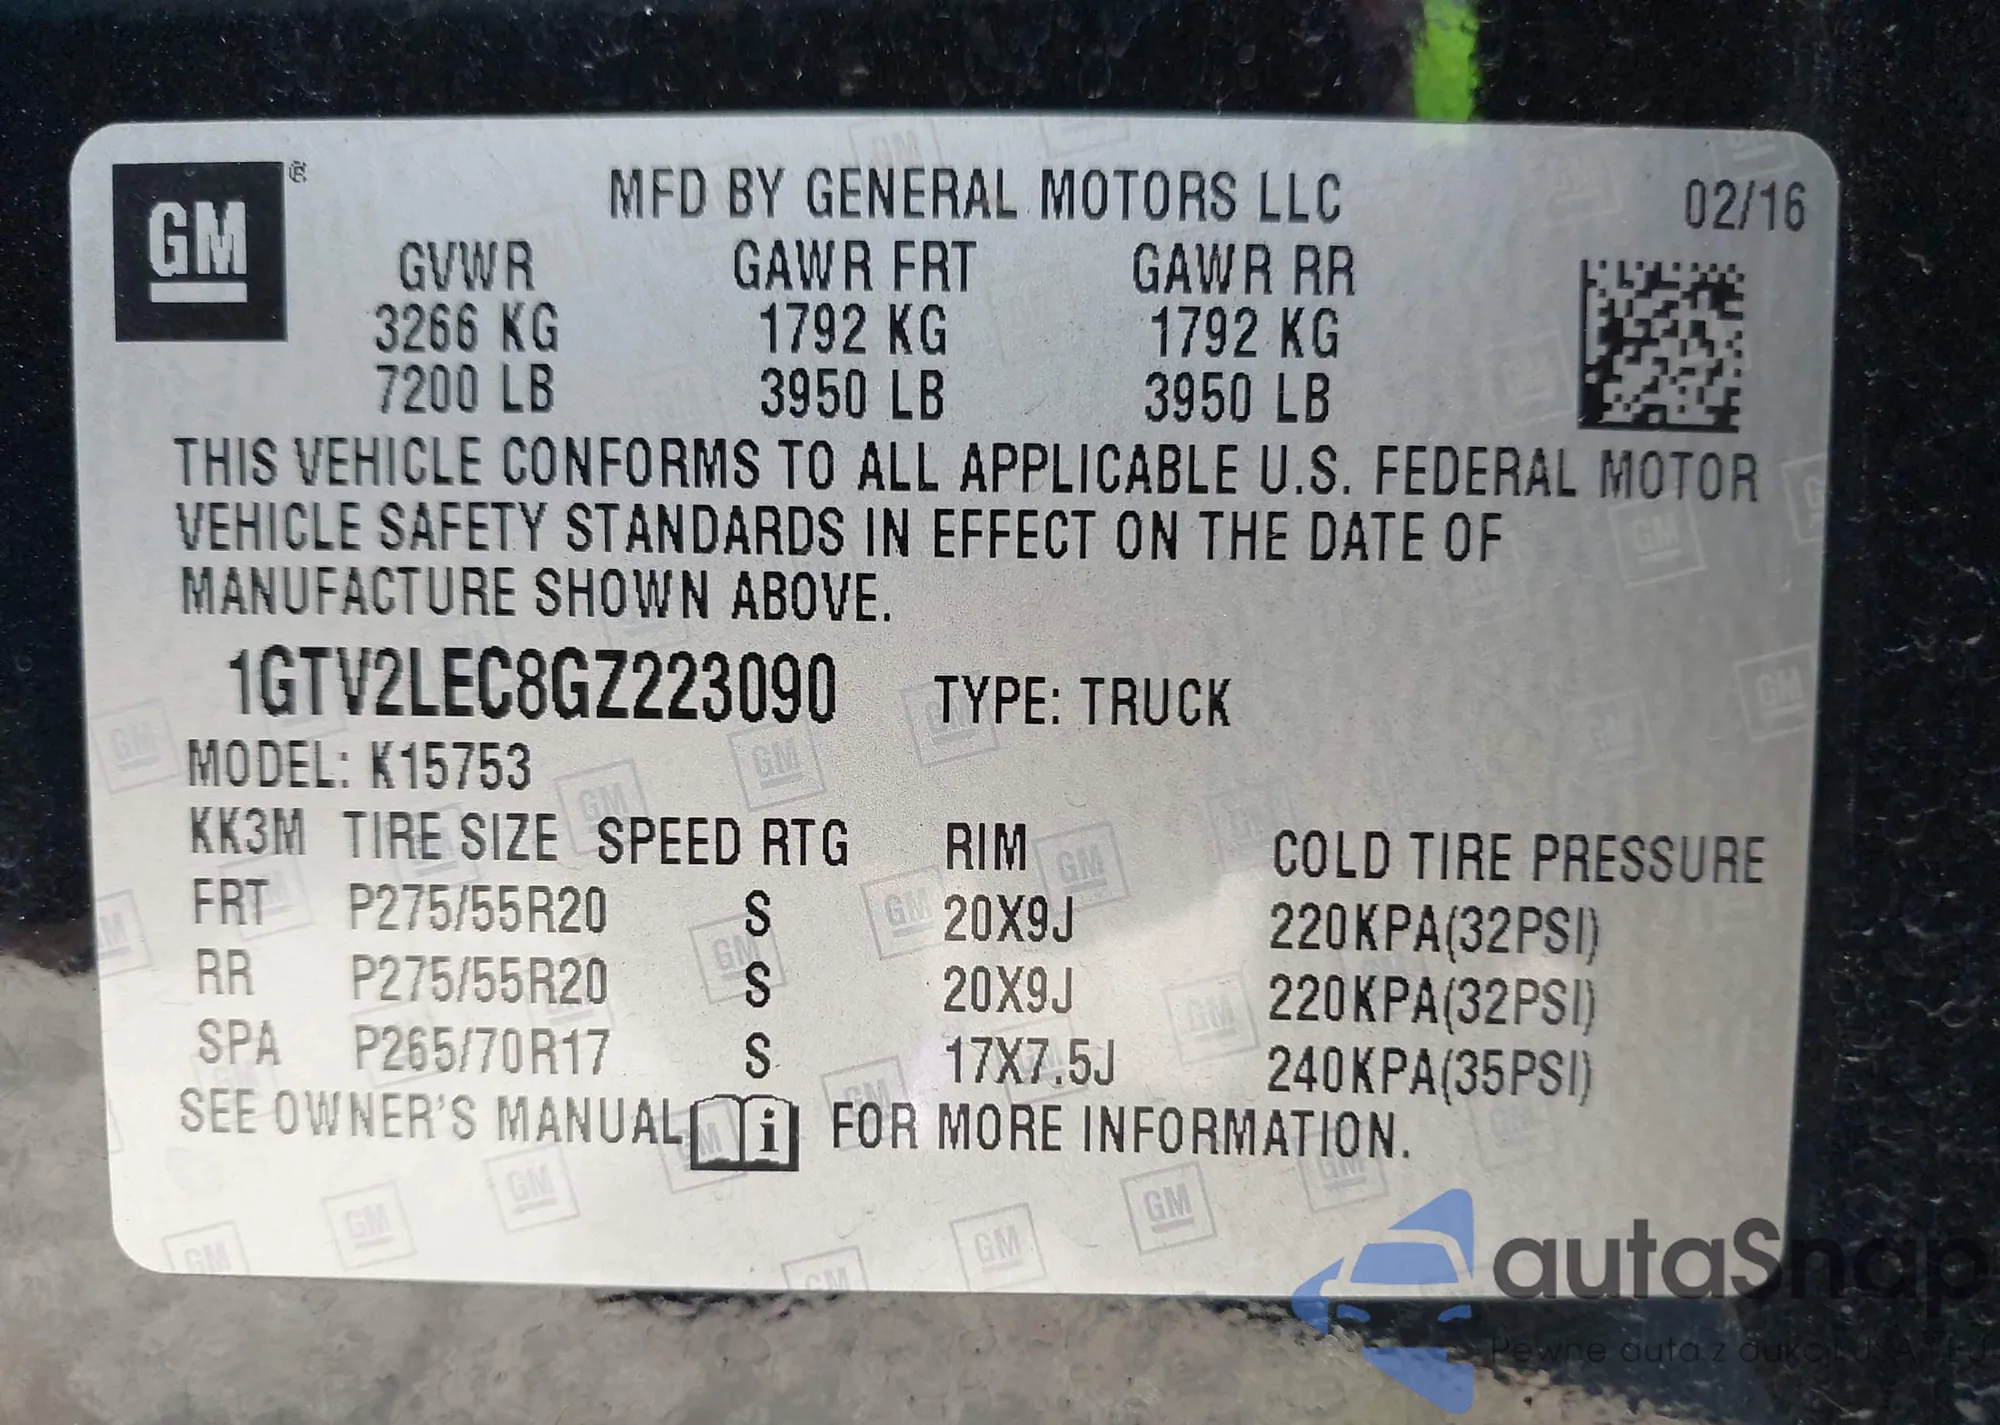 GM ®
MFD BY GENERAL MOTORS LLC 02/16
GVWR GAWR FRT GAWR RR
3266 KG 1792 KG 1792 KG
7200 LB 3950 LB 3950 LB
THIS VEHICLE CONFORMS TO ALL APPLICABLE U.S. FEDERAL MOTOR
VEHICLE SAFETY STANDARDS IN EFFECT ON THE DATE OF
MANUFACTURE SHOWN ABOVE.
1GTV2LEC8GZ223090 TYPE: TRUCK
MODEL: K15753
KK3M TIRE SIZE SPEED RTG RIM COLD TIRE PRESSURE
FRT P275/55R20 S 20X9J 220KPA(32PSI)
RR P275/55R20 S 20X9J 220KPA(32PSI)
SPA P265/70R17 S 17X7.5J 240KPA(35PSI)
SEE OWNER'S MANUAL i FOR MORE INFORMATION.
autaSnap
Pewne auta z aukcji